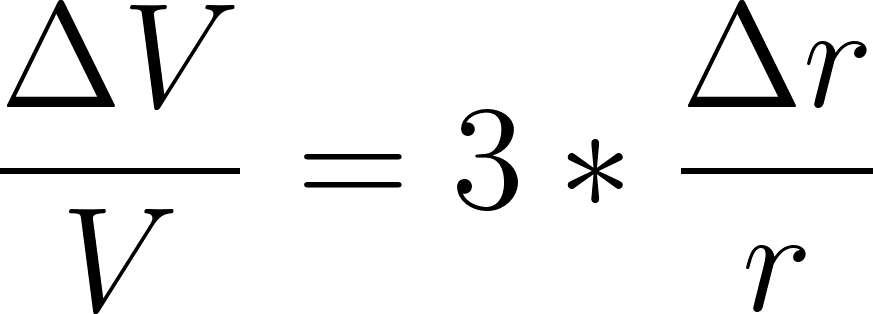 ΔV/V = 3 * Δr/r